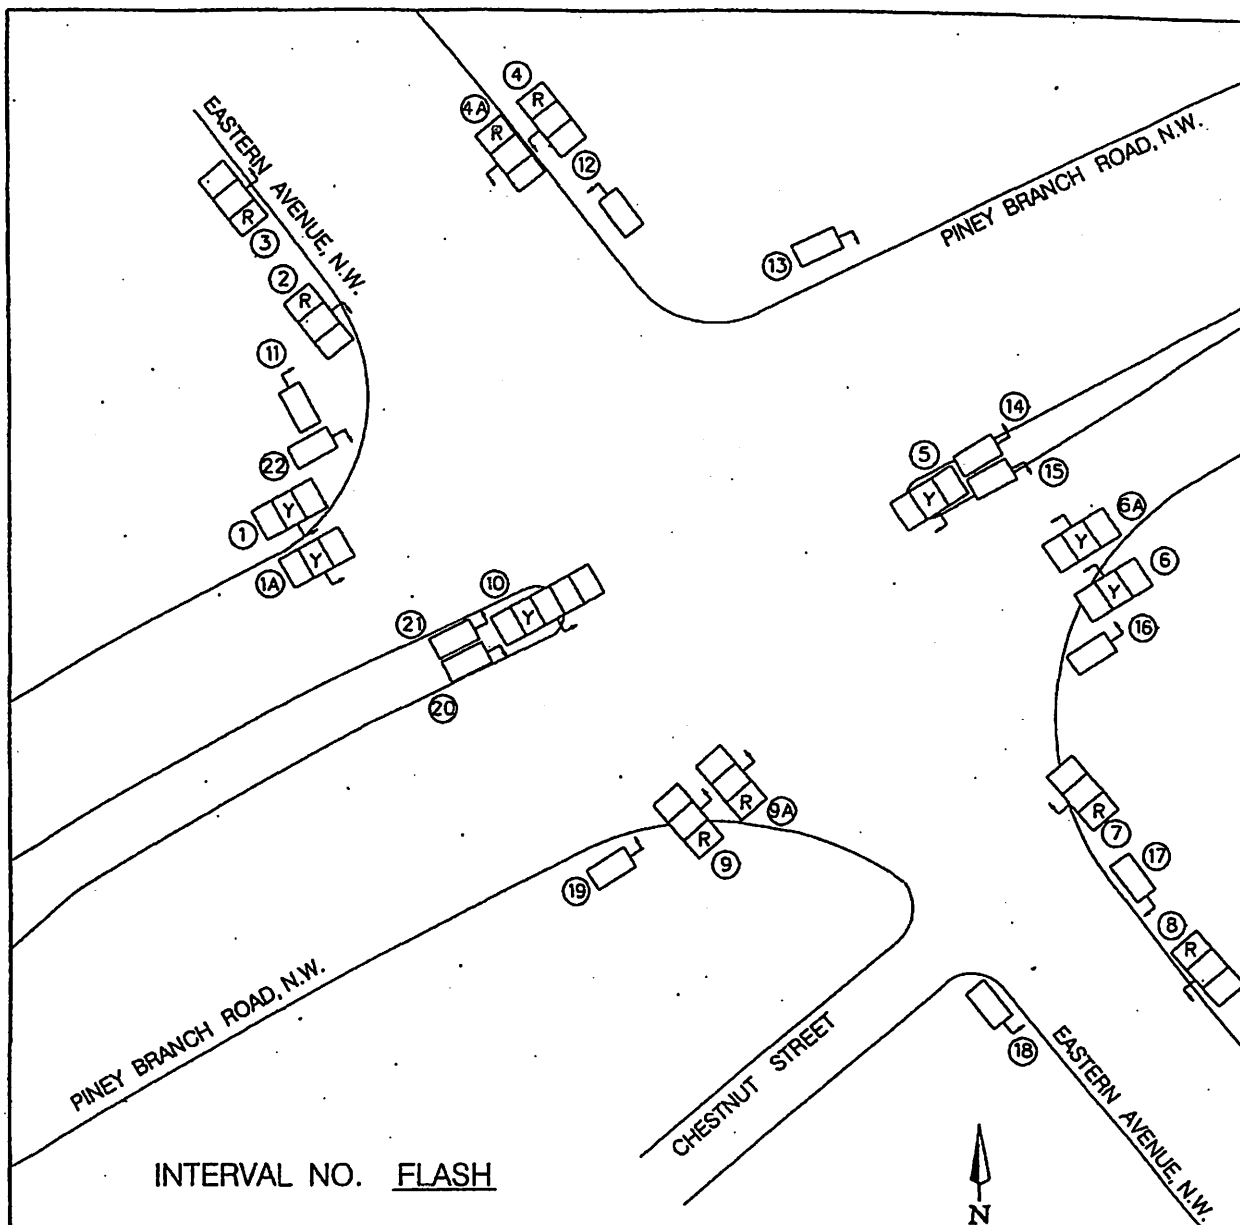 4
R
4A
R
12
EASTERN AVENUE, N.W.
R
3
2
R
13
PINEY BRANCH ROAD, N.W.
11
22
14
5
Y
15
1
Y
6A
Y
1A
Y
10
Y
6
Y
21
16
20
R
9A
R
9
R
7
19
17
8
R
PINEY BRANCH ROAD, N.W.
CHESTNUT STREET
18
EASTERN AVENUE, N.W.
INTERVAL NO. FLASH
N